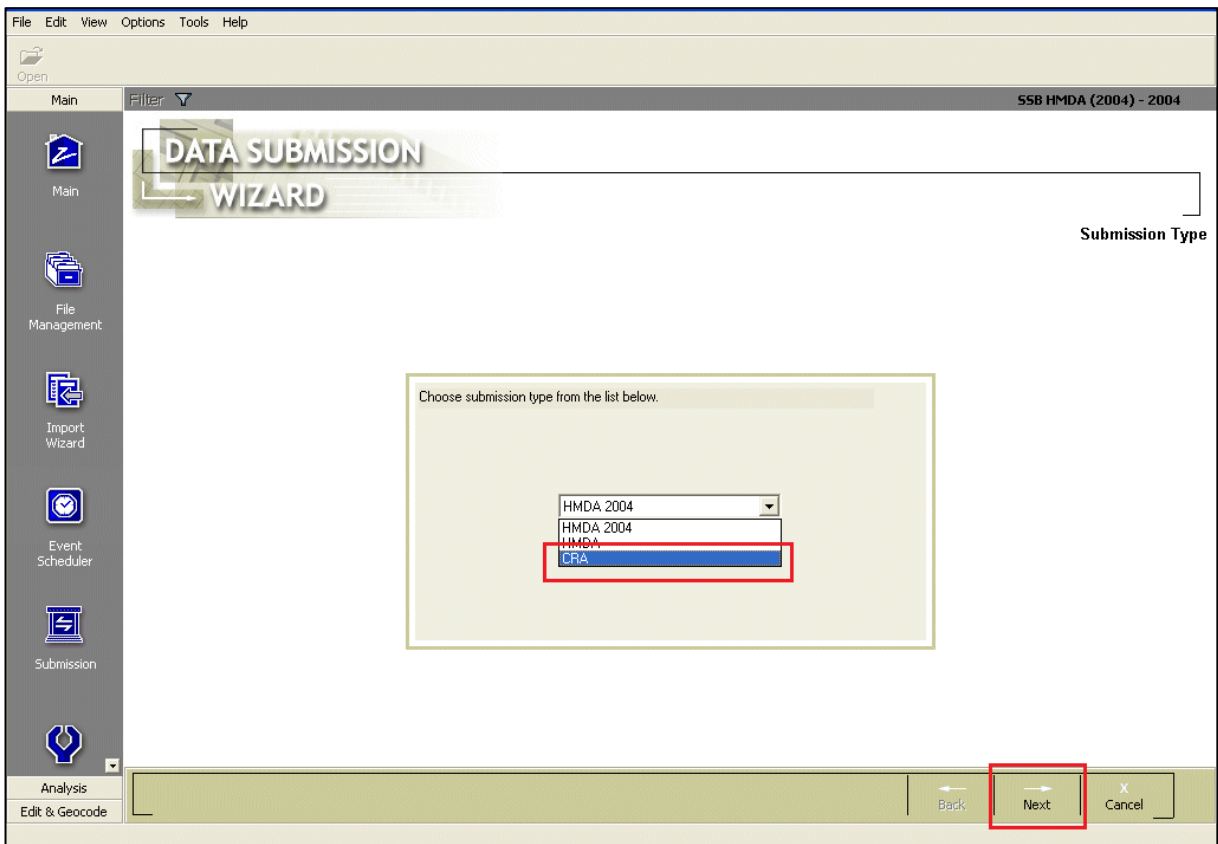 File Edit View Options Tools Help
Open
Main
Filter
SSB HMDA (2004) - 2004
DATA SUBMISSION
WIZARD
Submission Type
Main
File
Management
Import
Wizard
Event
Scheduler
Submission
Choose submission type from the list below.
HMDA 2004
HMDA 2004
HMDA
CRA
Analysis
Edit & Geocode
Back
Next
X
Cancel